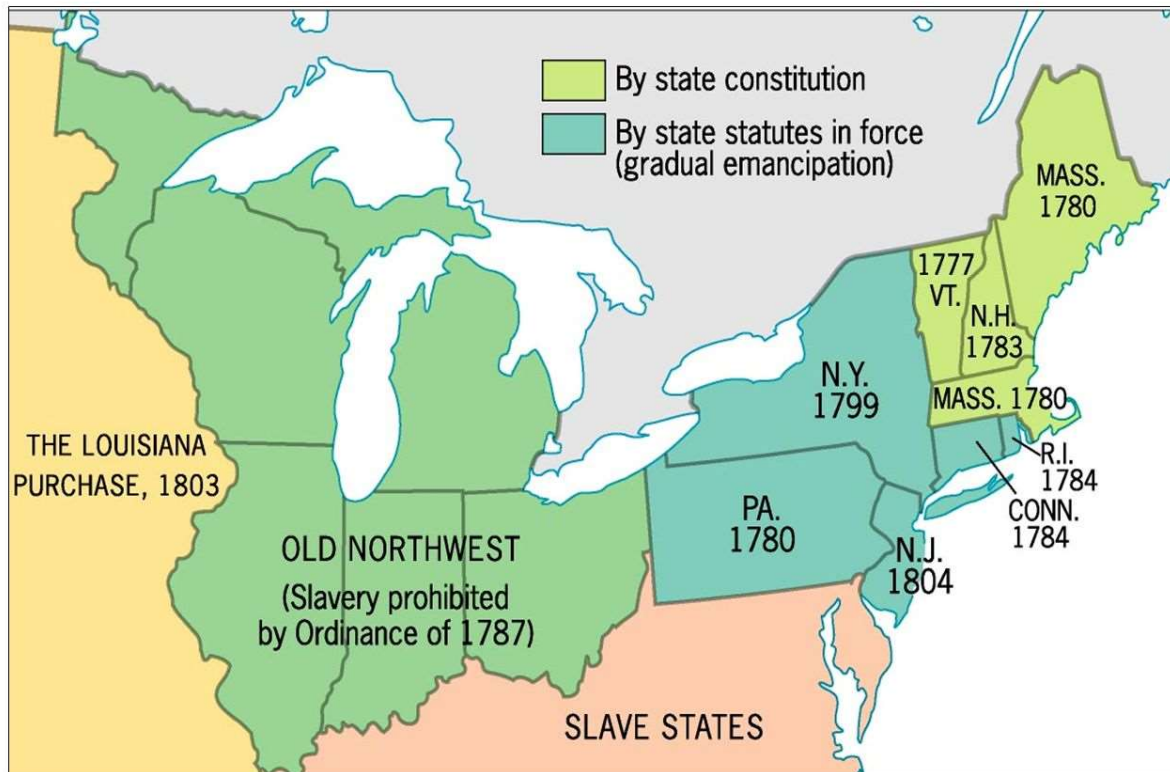 By state constitution
By state statutes in force
(gradual emancipation)
MASS.
1780
1777
VT.
N.H.
1783
MASS. 1780
N.Y.
1799
R.I.
1784
CONN.
1784
PA.
1780
N.J.
1804
THE LOUISIANA
PURCHASE, 1803
OLD NORTHWEST
(Slavery prohibited
by Ordinance of 1787)
SLAVE STATES